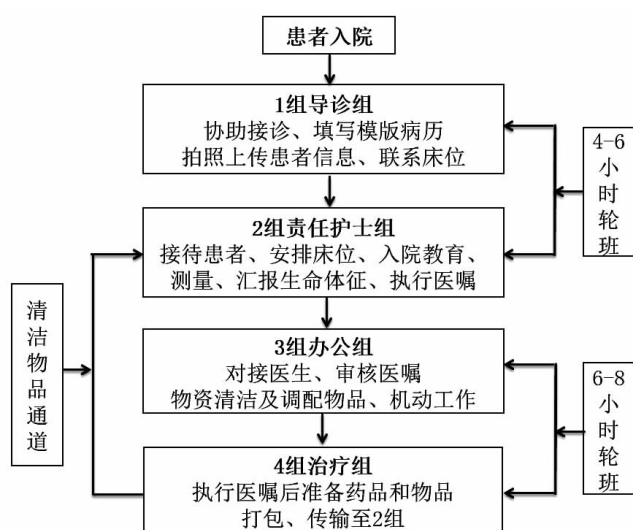 患者入院
1组导诊组
协助接诊、填写模版病历
拍照上传患者信息、联系床位
4-6
小
时
轮
班
2组责任护士组
接待患者、安排床位、入院教育、
测量、汇报生命体征、执行医嘱
清
洁
物
品
通
道
3组办公组
对接医生、审核医嘱
物资清洁及调配物品、机动工作
6-8
小
时
轮
班
4组治疗组
执行医嘱后准备药品和物品
打包、传输至2组